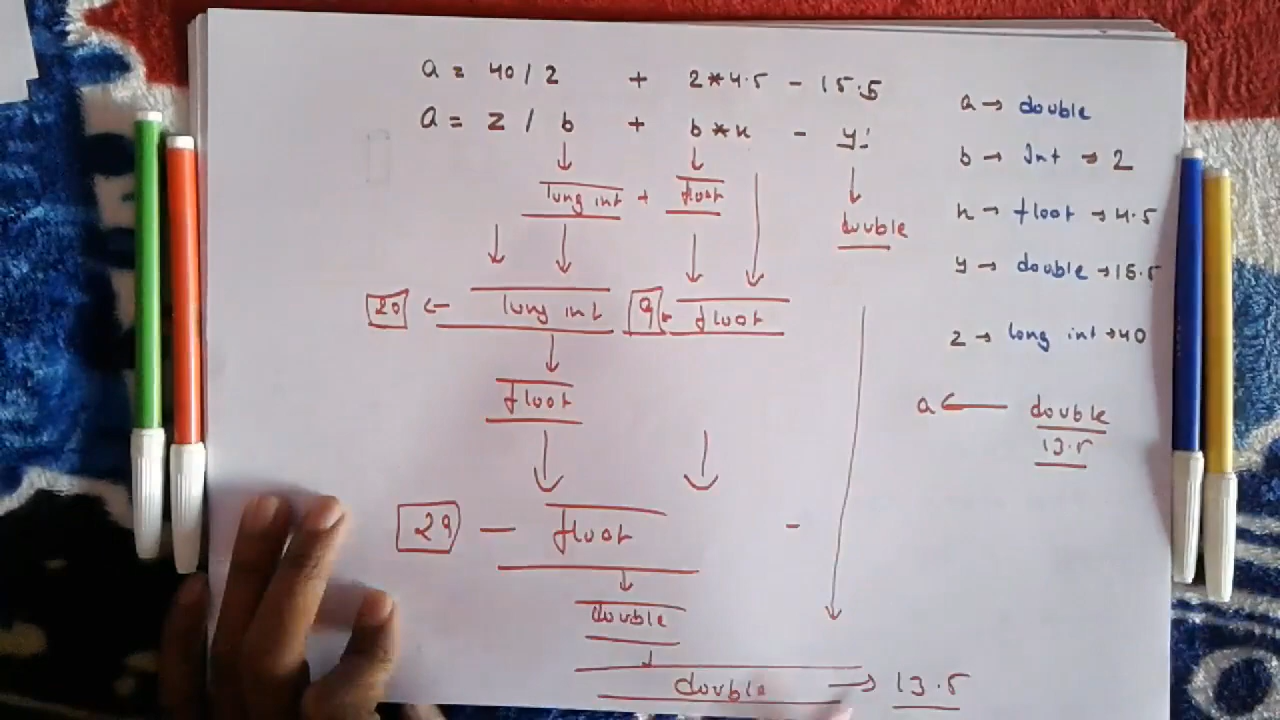 a = 40 / 2 + 2 * 4.5 - 15.5
a = z / b + b * x - y;
long int + float
double
20 ← long int 9 ← float
float
29 — float -
double
double → 13.5
a → double
b → Int → 2
x → float → 4.5
y → double → 15.5
z → long int → 40
a ← double
13.5